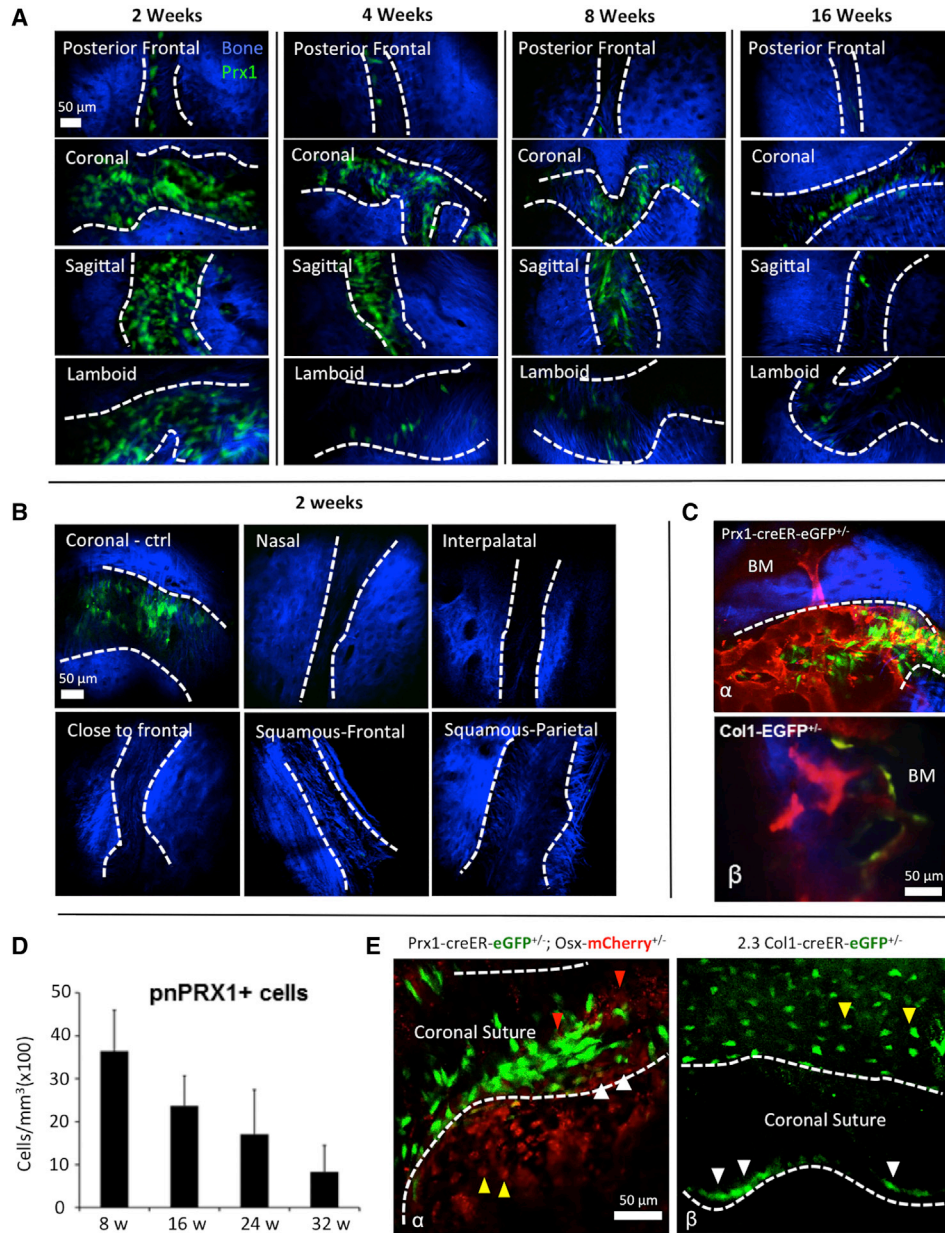 A
2 Weeks
4 Weeks
8 Weeks
16 Weeks
Posterior Frontal
Bone
Prx1
50 µm
Posterior Frontal
Posterior Frontal
Posterior Frontal
Coronal
Coronal
Coronal
Coronal
Sagittal
Sagittal
Sagittal
Sagittal
Lamboid
Lamboid
Lamboid
Lamboid
B
2 weeks
Coronal - ctrl
50 µm
Nasal
Interpalatal
Close to frontal
Squamous-Frontal
Squamous-Parietal
C
Prx1-creER-eGFP+/-
BM
α
Col1-EGFP+/-
BM
β
50 µm
D
pnPRX1+ cells
Cells/mm³(x100)
50
40
30
20
10
0
8 w 16 w 24 w 32 w
E
Prx1-creER-eGFP+/-; Osx-mCherry+/-
Coronal Suture
α
50 µm
2.3 Col1-creER-eGFP+/-
Coronal Suture
β